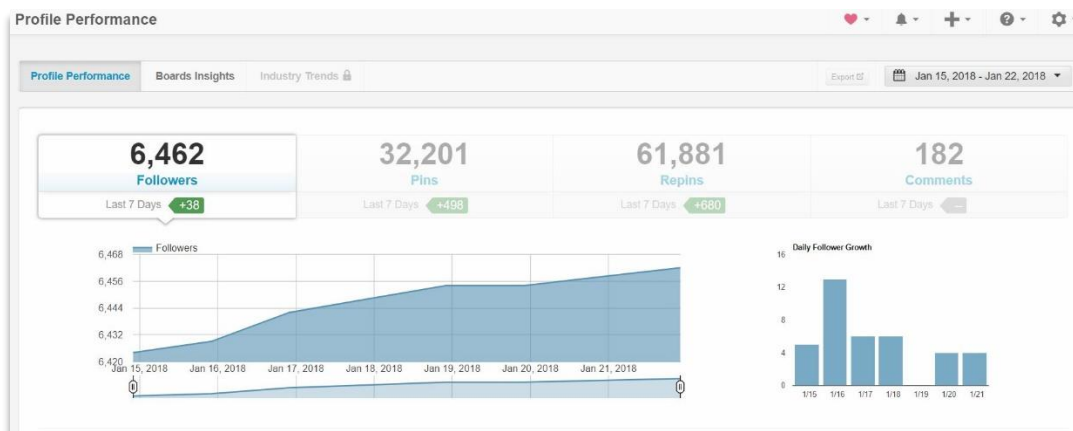 Profile Performance
Profile Performance Boards Insights Industry Trends Export Jan 15, 2018 - Jan 22, 2018
6,462 32,201 61,881 182
Followers Pins Repins Comments
Last 7 Days +38 Last 7 Days +498 Last 7 Days +680 Last 7 Days --
Followers
6,468
6,456
6,444
6,432
6,420
Jan 15, 2018 Jan 16, 2018 Jan 17, 2018 Jan 18, 2018 Jan 19, 2018 Jan 20, 2018 Jan 21, 2018
Daily Follower Growth
16
12
8
4
0
1/15 1/16 1/17 1/18 1/19 1/20 1/21